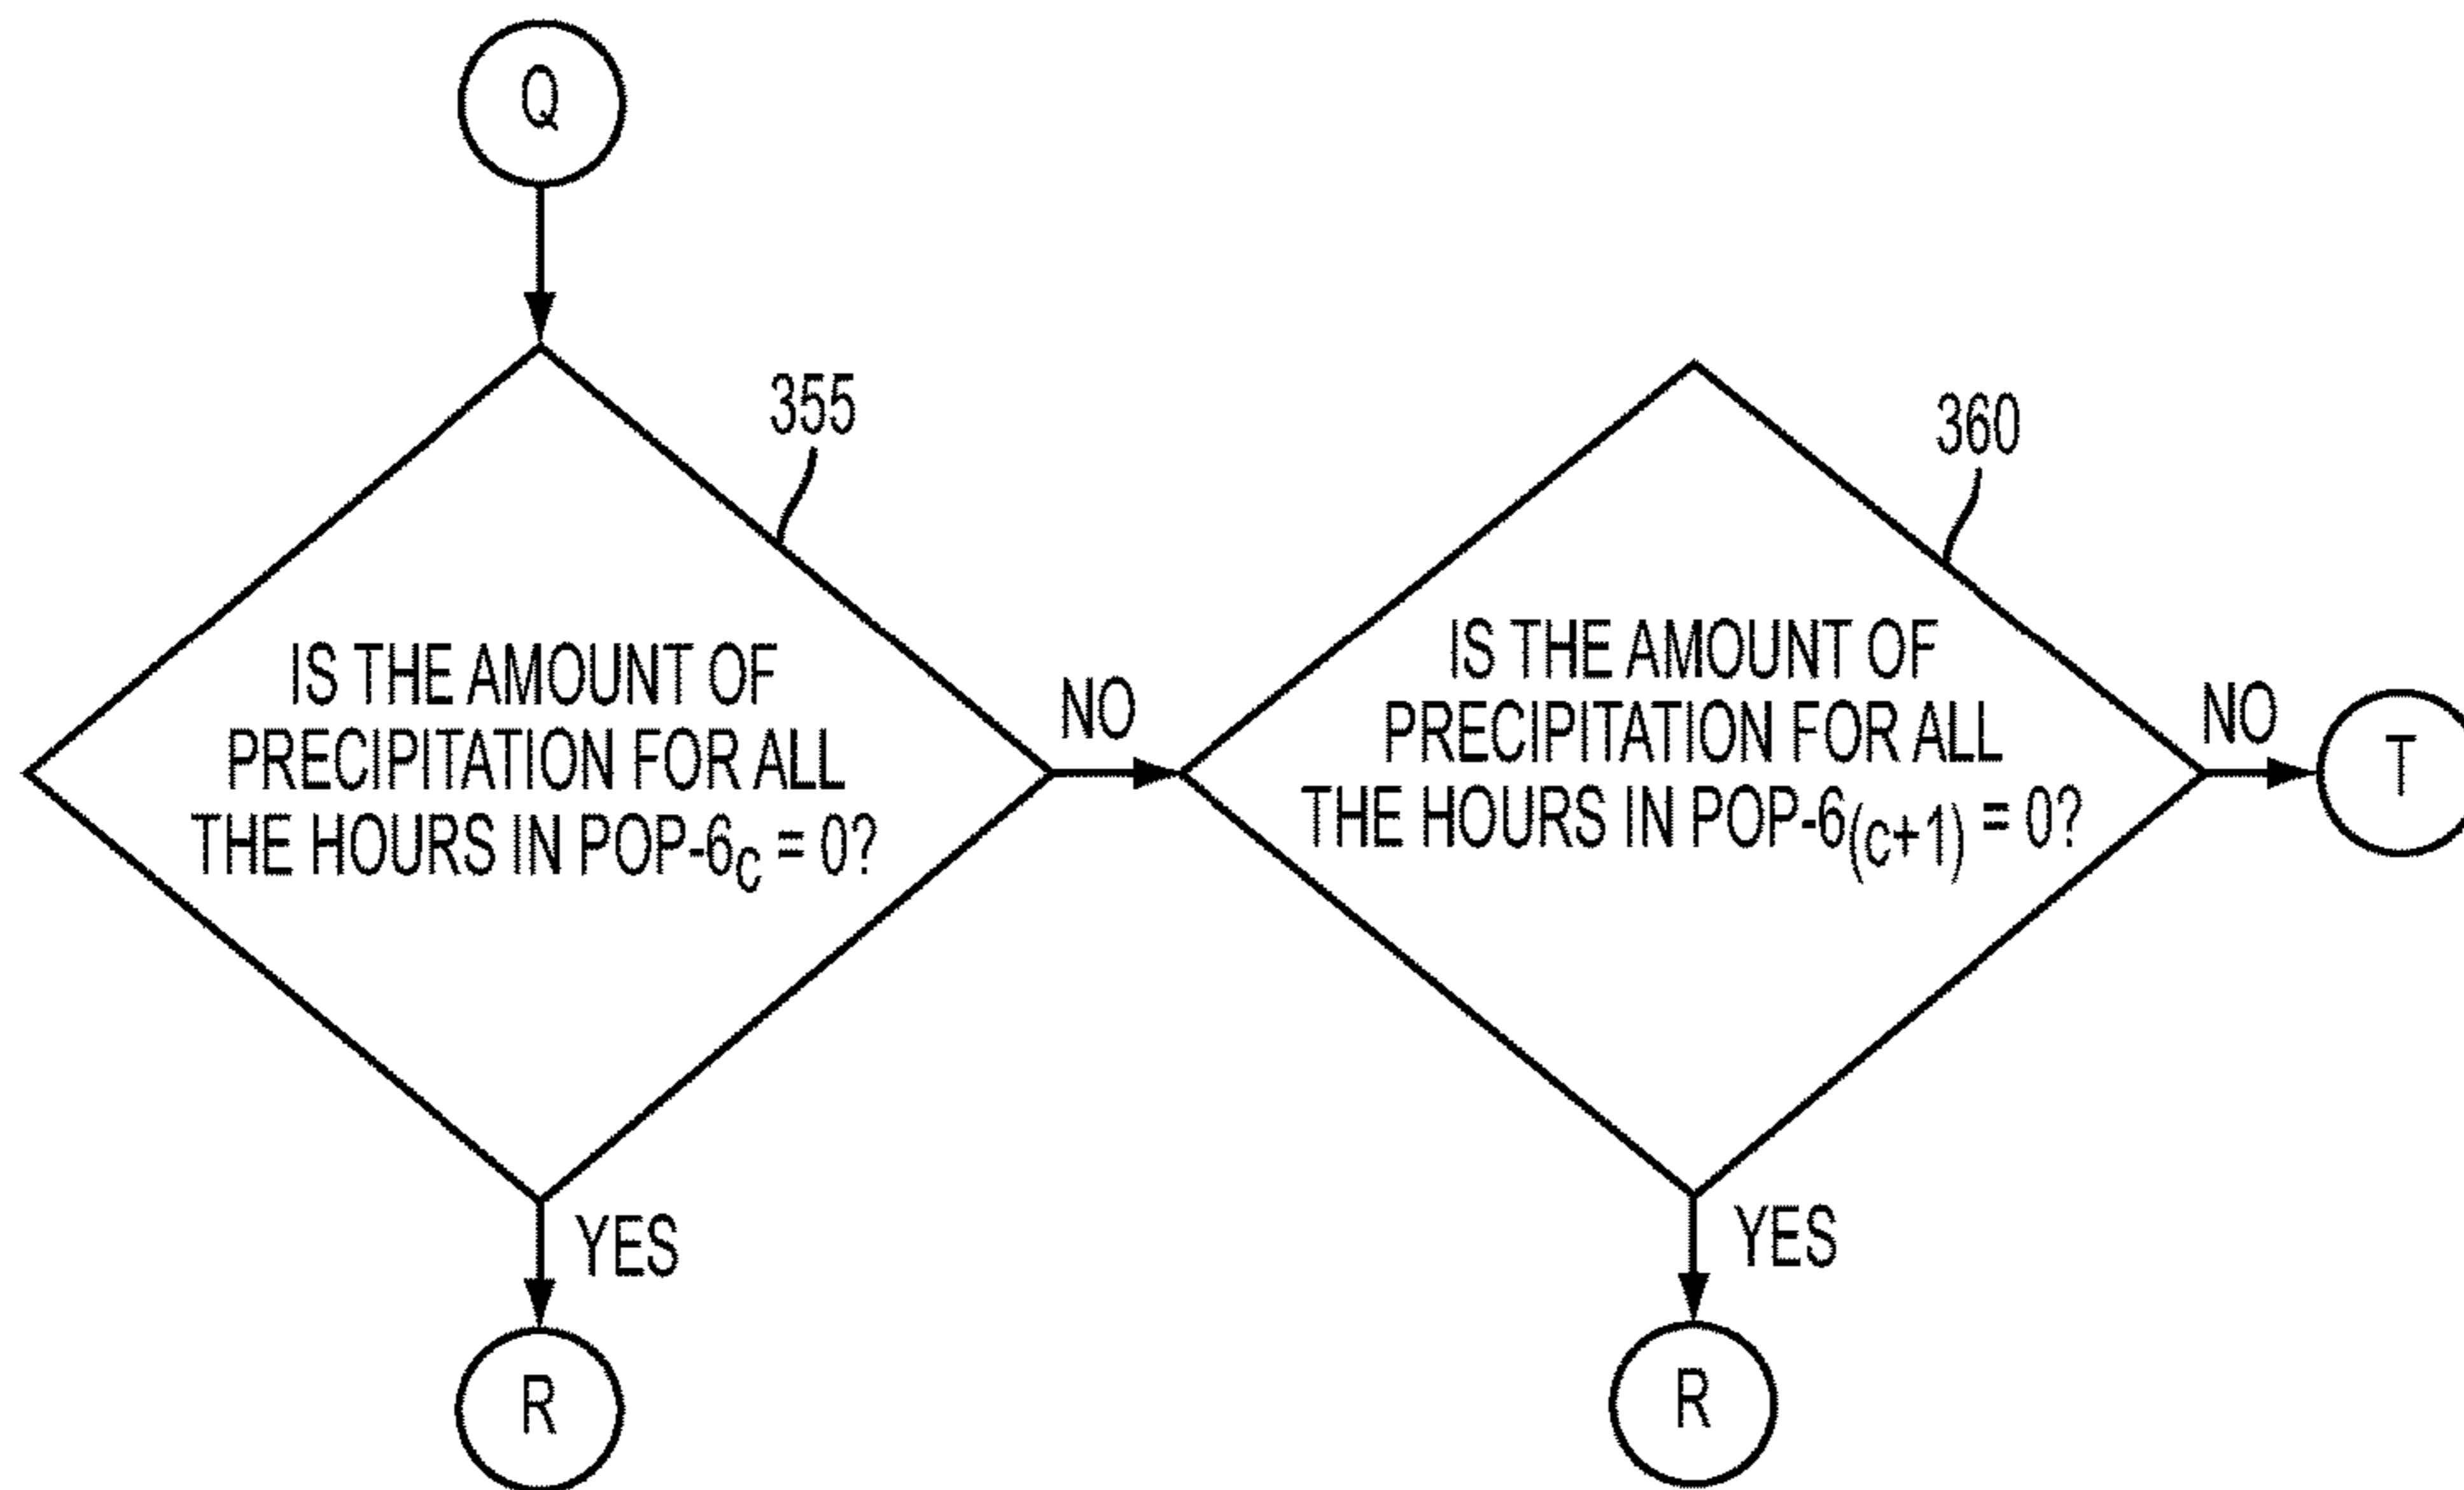 Q
355
IS THE AMOUNT OF
PRECIPITATION FOR ALL
THE HOURS IN POP-6c = 0?
NO
YES
R
360
IS THE AMOUNT OF
PRECIPITATION FOR ALL
THE HOURS IN POP-6(c+1) = 0?
NO
T
YES
R